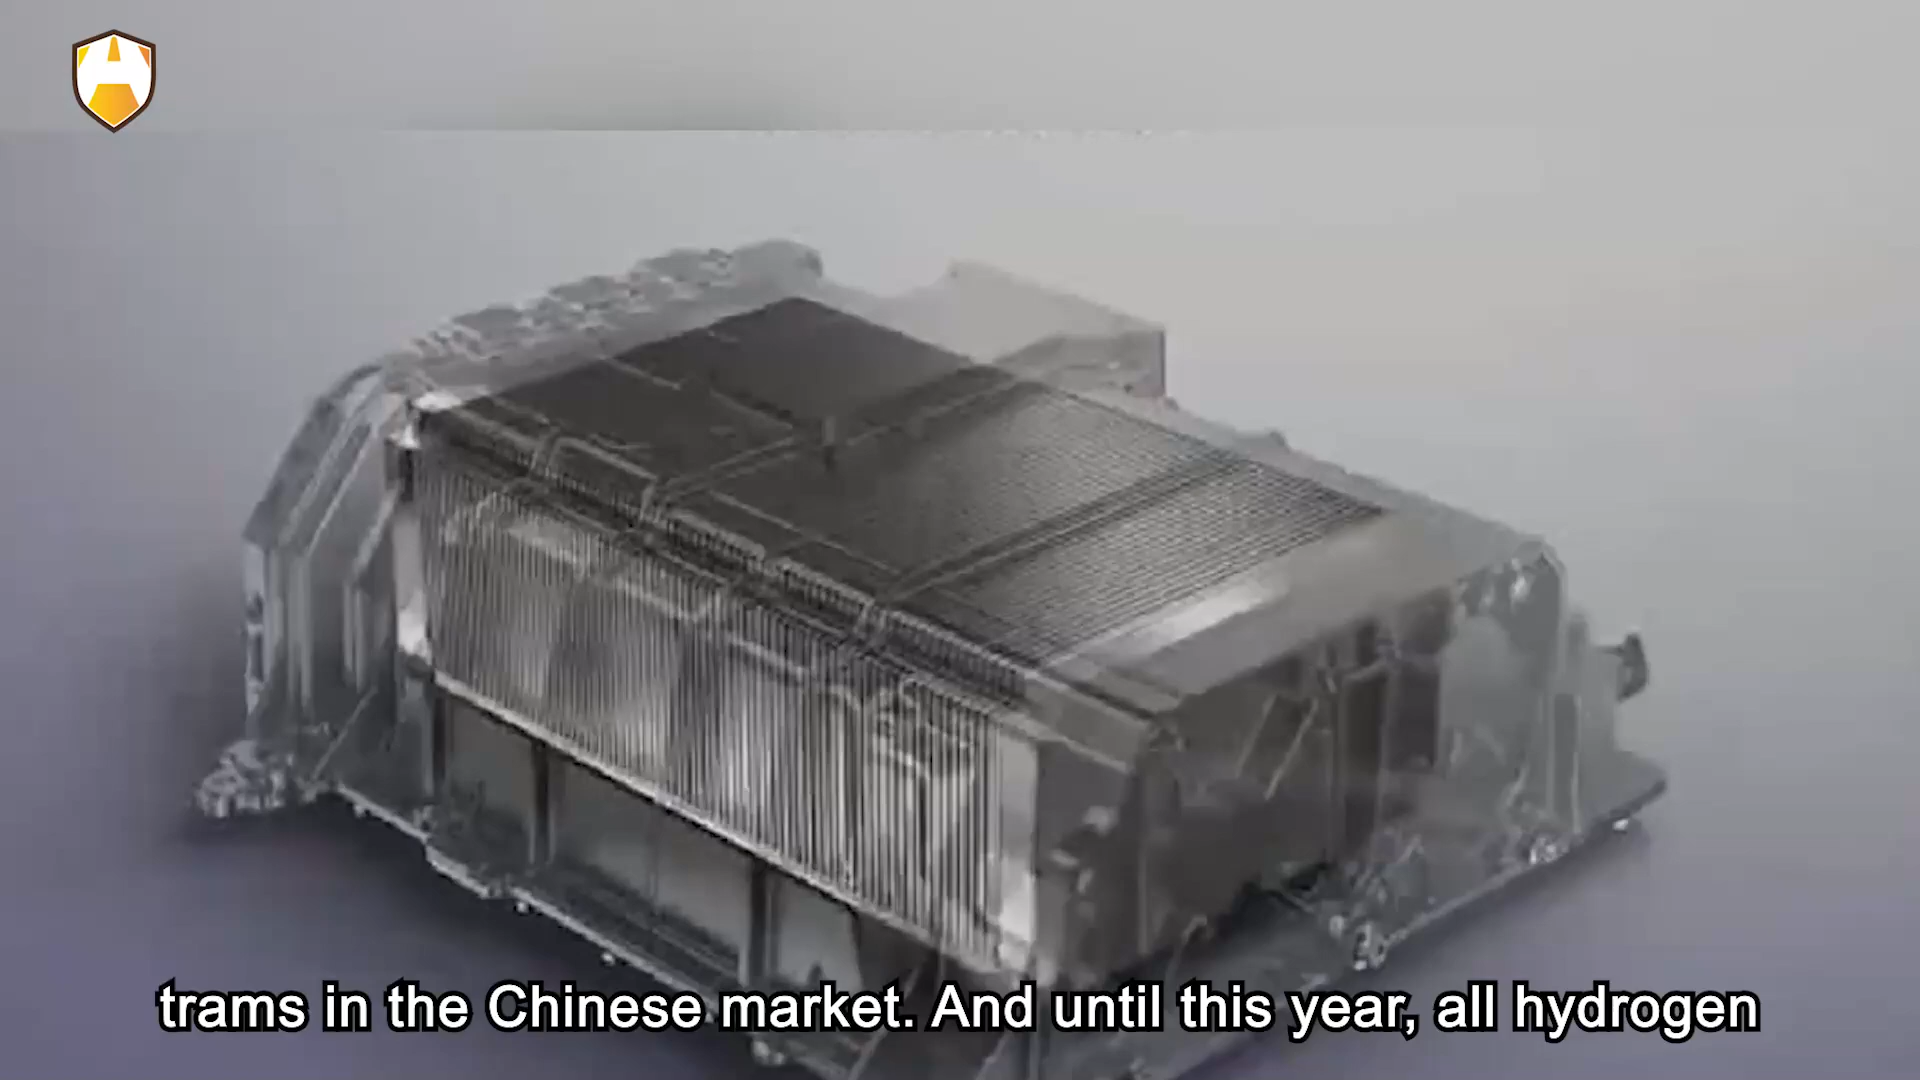 trams in the Chinese market. And until this year, all hydrogen